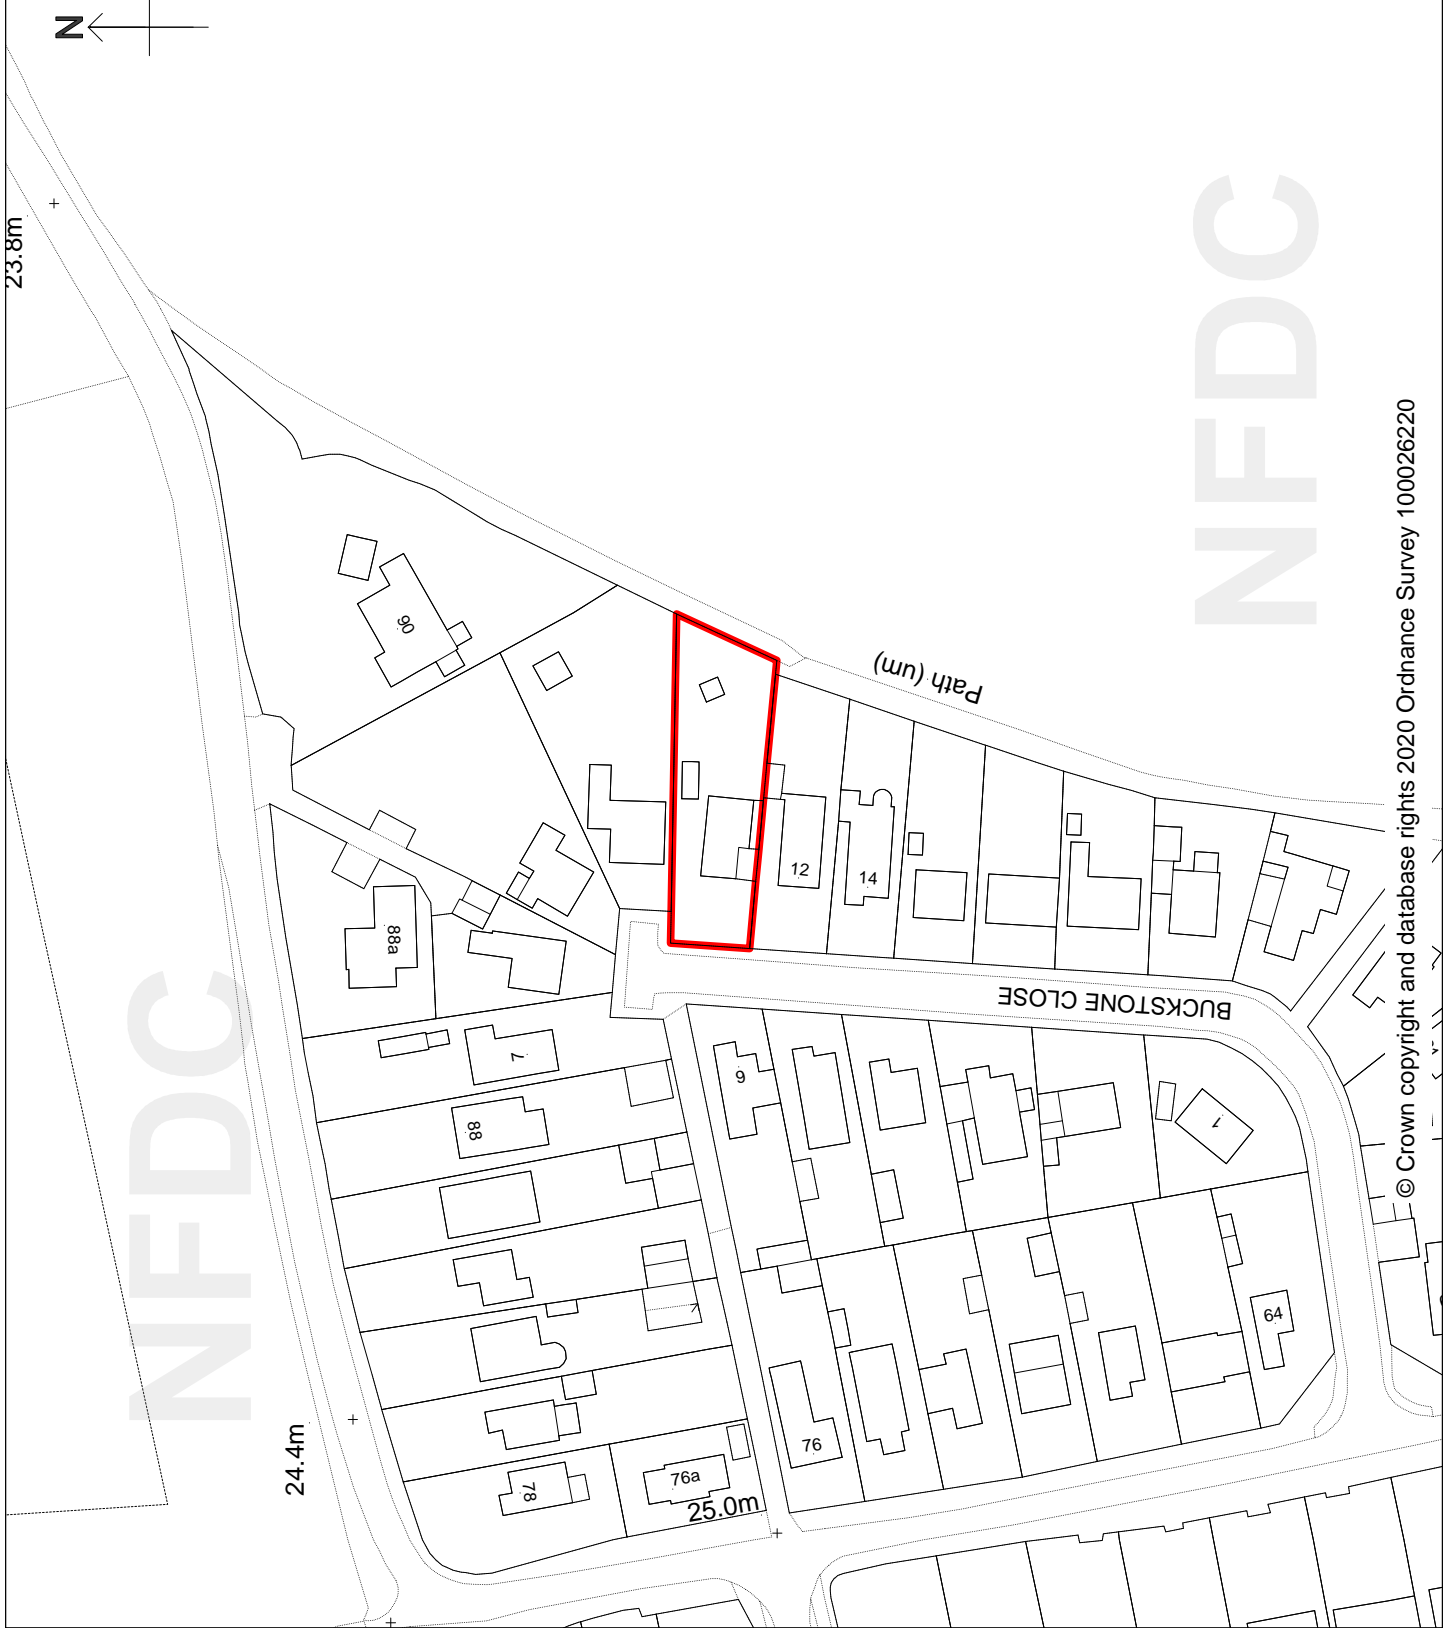 N
23.8m
NFDC
90
Path (um)
NFDC
12
14
88a
BUCKSTONE CLOSE
7
88
9
1
64
24.4m
76
76a
78
25.0m
© Crown copyright and database rights 2020 Ordnance Survey 100026220